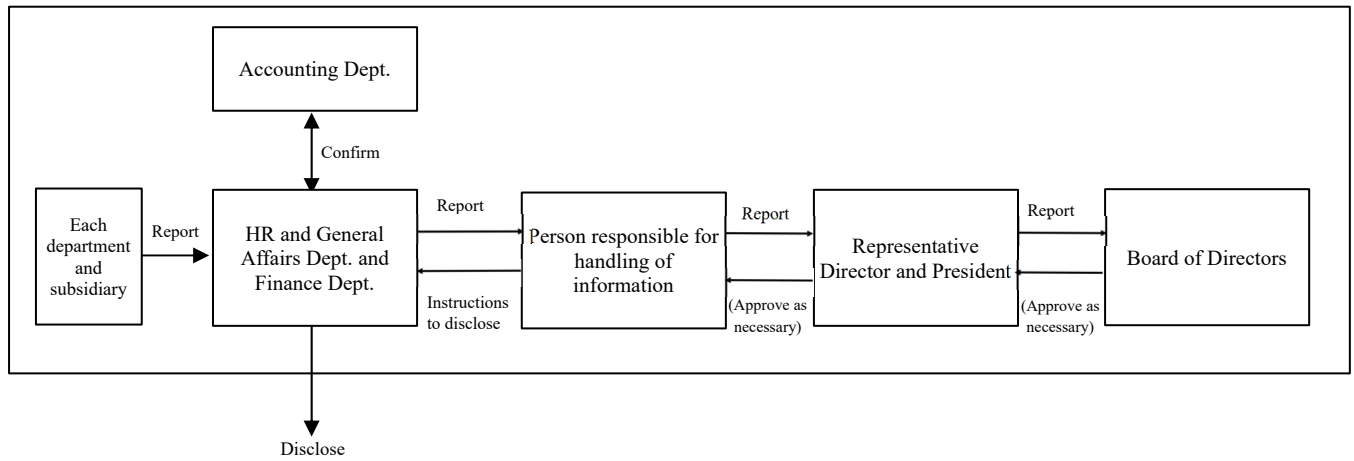 Accounting Dept.
Confirm
Each
department
and
subsidiary
Report
HR and General
Affairs Dept. and
Finance Dept.
Report
Instructions
to disclose
Person responsible for
handling of
information
Report
(Approve as
necessary)
Representative
Director and President
Report
(Approve as
necessary)
Board of Directors
Disclose